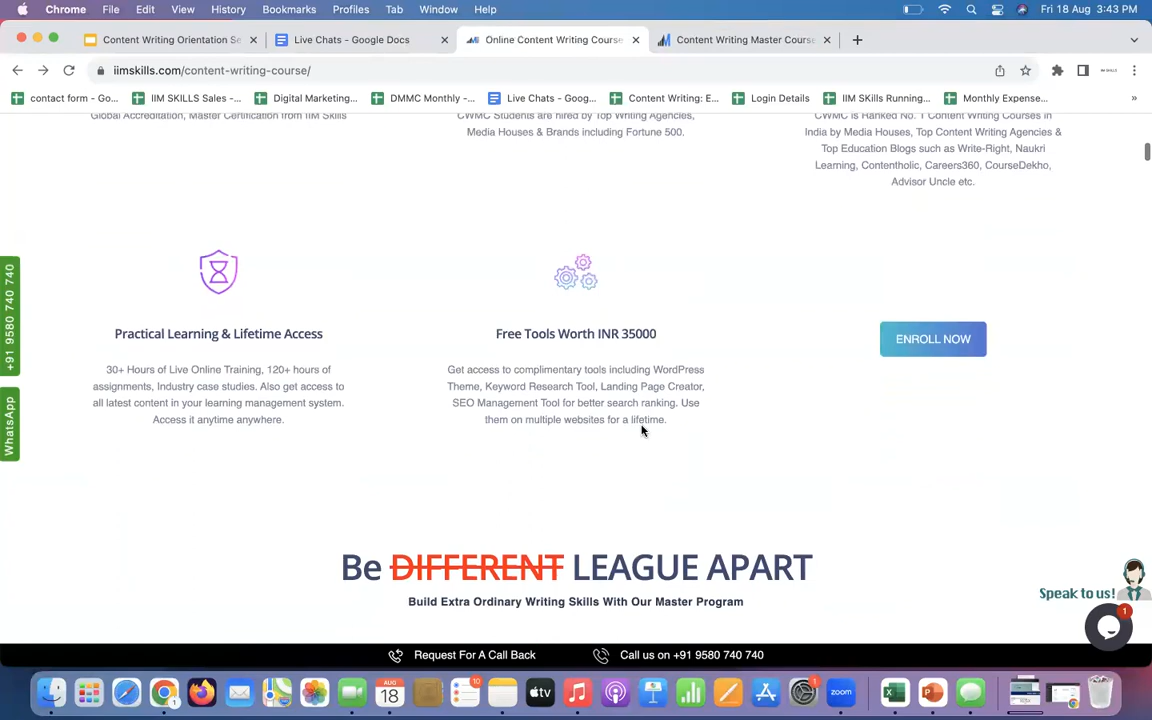 Chrome File Edit View History Bookmarks Profiles Tab Window Help Fri 18 Aug 3:43 PM
Content Writing Orientation Se
Live Chats - Google Docs
Online Content Writing Course
Content Writing Master Course
iimskills.com/content-writing-course/
IIM SKILLS
contact form - Go...
IIM SKILLS Sales -...
Digital Marketing...
DMMC Monthly -...
Live Chats - Goog...
Content Writing: E...
Login Details
IIM SKills Running...
Monthly Expense...
»
Global Accreditation, Master Certification from IIM Skills
CWMC Students are hired by Top Writing Agencies,
Media Houses & Brands including Fortune 500.
CWMC is Ranked No. 1 Content Writing Courses in
India by Media Houses, Top Content Writing Agencies &
Top Education Blogs such as Write-Right, Naukri
Learning, Contentholic, Careers360, CourseDekho,
Advisor Uncle etc.
+91 9580 740 740
WhatsApp
Practical Learning & Lifetime Access
30+ Hours of Live Online Training, 120+ hours of
assignments, Industry case studies. Also get access to
all latest content in your learning management system.
Access it anytime anywhere.
Free Tools Worth INR 35000
Get access to complimentary tools including WordPress
Theme, Keyword Research Tool, Landing Page Creator,
SEO Management Tool for better search ranking. Use
them on multiple websites for a lifetime.
ENROLL NOW
Be DIFFERENT LEAGUE APART
Build Extra Ordinary Writing Skills With Our Master Program
Speak to us!
1
Request For A Call Back
Call us on +91 9580 740 740
AUG
18
10
tv
1
zoom